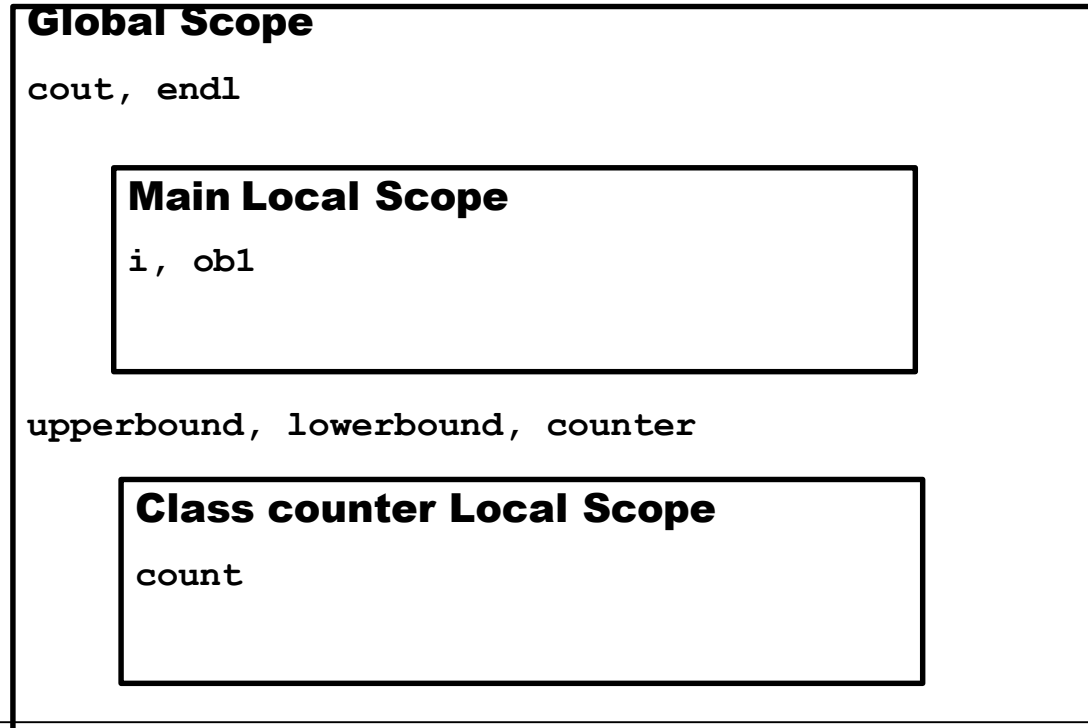 Global Scope
cout, endl
Main Local Scope
i, ob1
upperbound, lowerbound, counter
Class counter Local Scope
count